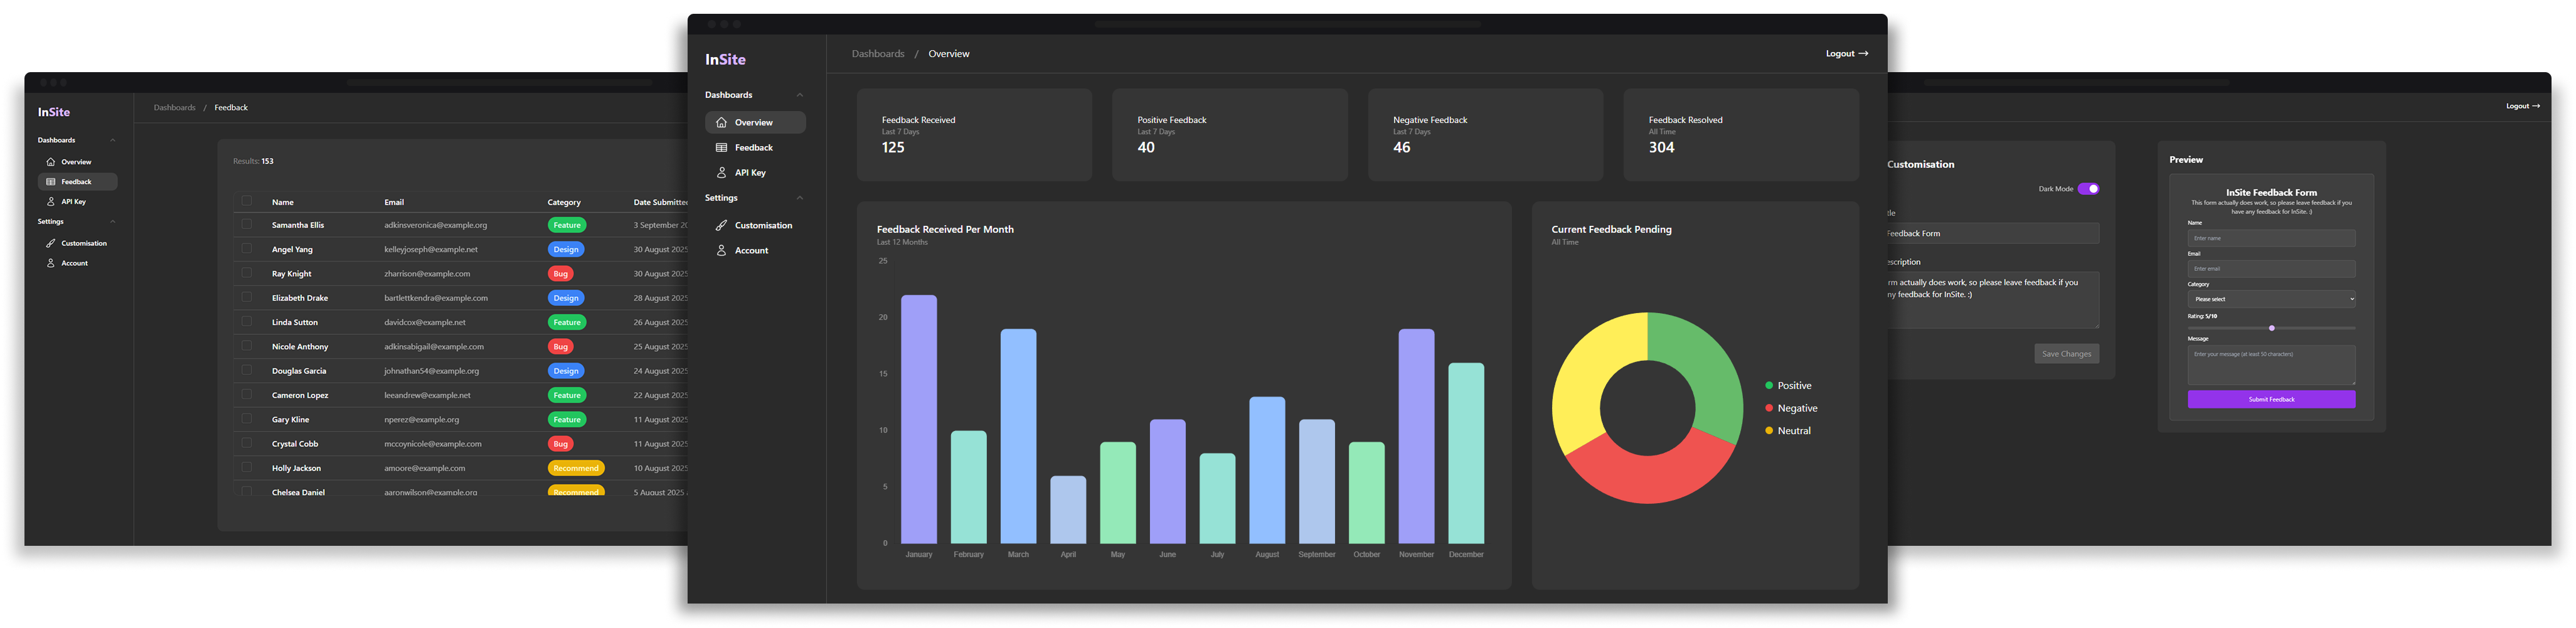 InSite
Dashboards
Overview
Feedback
API Key
Settings
Customisation
Account
Dashboards / Feedback
Results: 153
Name Email Category Date Submitted
Samantha Ellis adkinsveronica@example.org Feature 3 September 20
Angel Yang kelleyjoseph@example.net Design 30 August 2025
Ray Knight zharrison@example.com Bug 30 August 2025
Elizabeth Drake bartlettkendra@example.com Design 28 August 2025
Linda Sutton davidcox@example.net Feature 26 August 2025
Nicole Anthony adkinsabigail@example.com Bug 25 August 2025
Douglas Garcia johnathan54@example.org Design 24 August 2025
Cameron Lopez leeandrew@example.net Feature 22 August 2025
Gary Kline nperez@example.org Feature 11 August 2025
Crystal Cobb mccoynicole@example.com Bug 11 August 2025
Holly Jackson amoore@example.com Recommend 10 August 2025
Chelsea Daniel aaronwilson@example.org Recommend 5 August 2025
InSite
Dashboards
Overview
Feedback
API Key
Settings
Customisation
Account
Dashboards / Overview
Logout →
Feedback Received
Last 7 Days
125
Positive Feedback
Last 7 Days
40
Negative Feedback
Last 7 Days
46
Feedback Resolved
All Time
304
Feedback Received Per Month
Last 12 Months
25
20
15
10
5
0
January February March April May June July August September October November December
Current Feedback Pending
All Time
Positive
Negative
Neutral
Logout →
Customisation
Dark Mode
tle
Feedback Form
escription
rm actually does work, so please leave feedback if you
ny feedback for InSite. :)
Save Changes
Preview
InSite Feedback Form
This form actually does work, so please leave feedback if you
have any feedback for InSite. :)
Name
Enter name
Email
Enter email
Category
Please select
Rating: 5/10
Message
Enter your message (at least 50 characters)
Submit Feedback